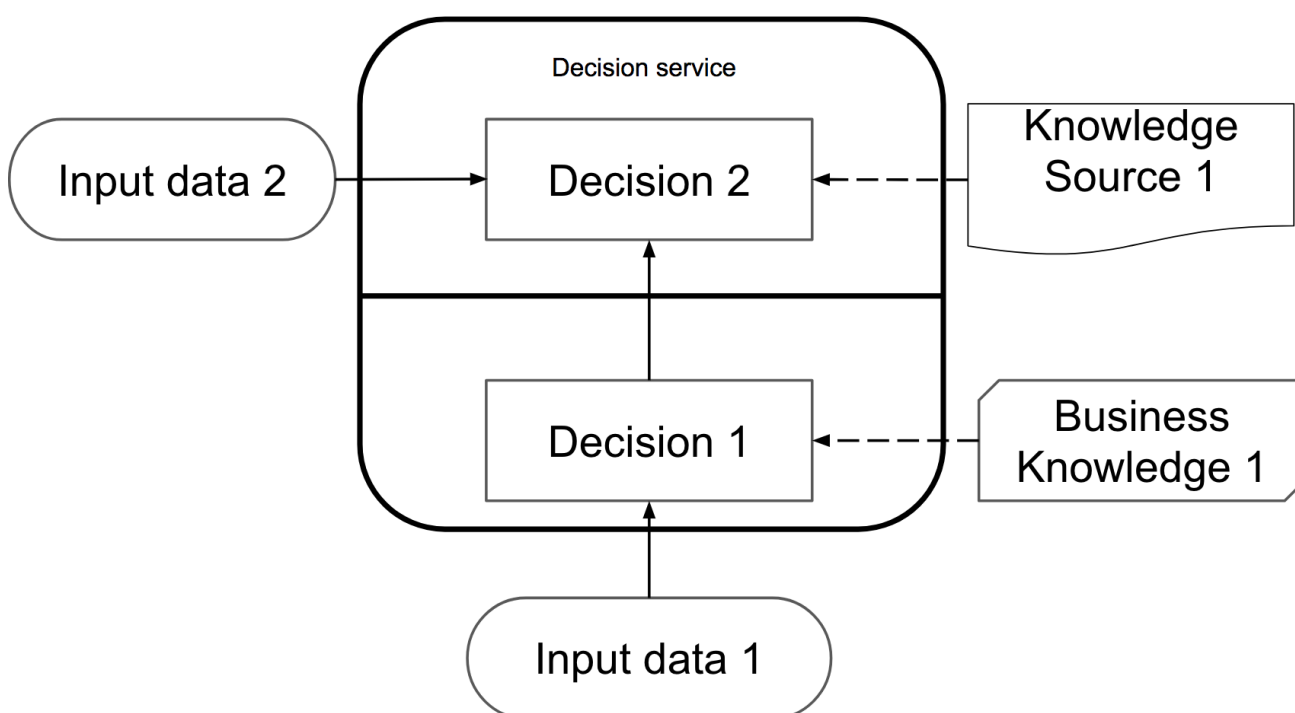 Decision service
Input data 2
Decision 2
Knowledge
Source 1
Decision 1
Business
Knowledge 1
Input data 1